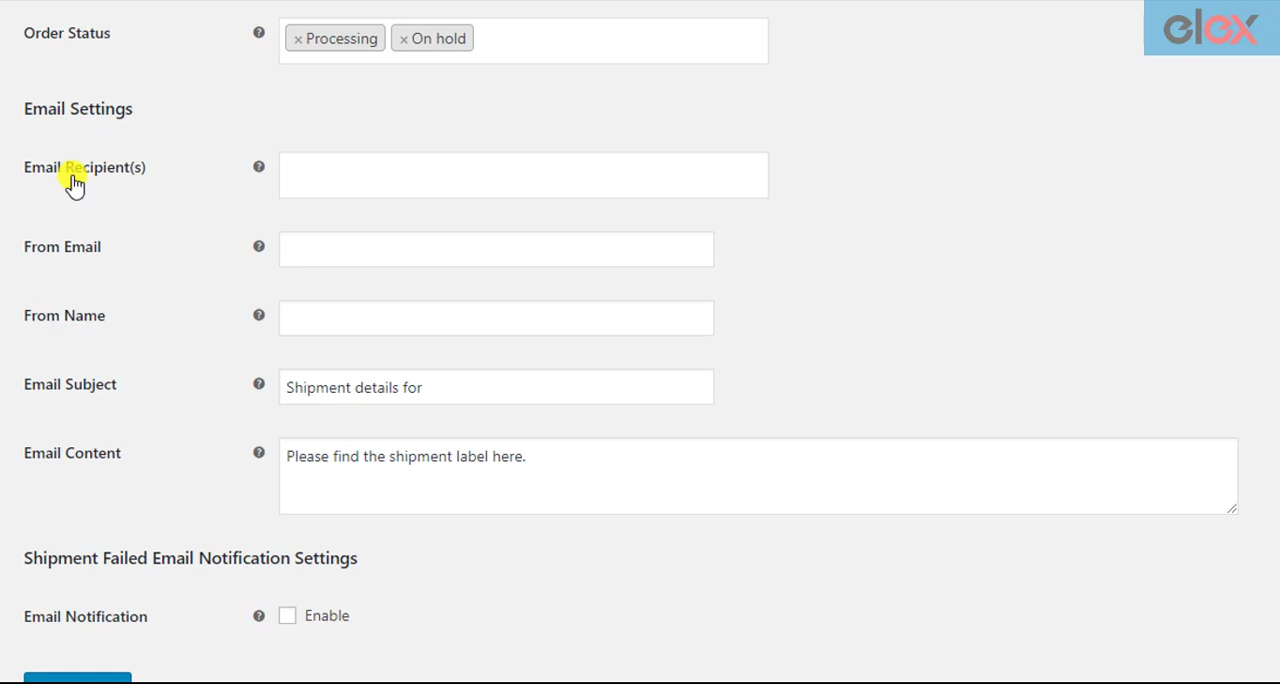 Order Status
× Processing × On hold
elex
Email Settings
Email Recipient(s)
From Email
From Name
Email Subject
Shipment details for
Email Content
Please find the shipment label here.
Shipment Failed Email Notification Settings
Email Notification
Enable